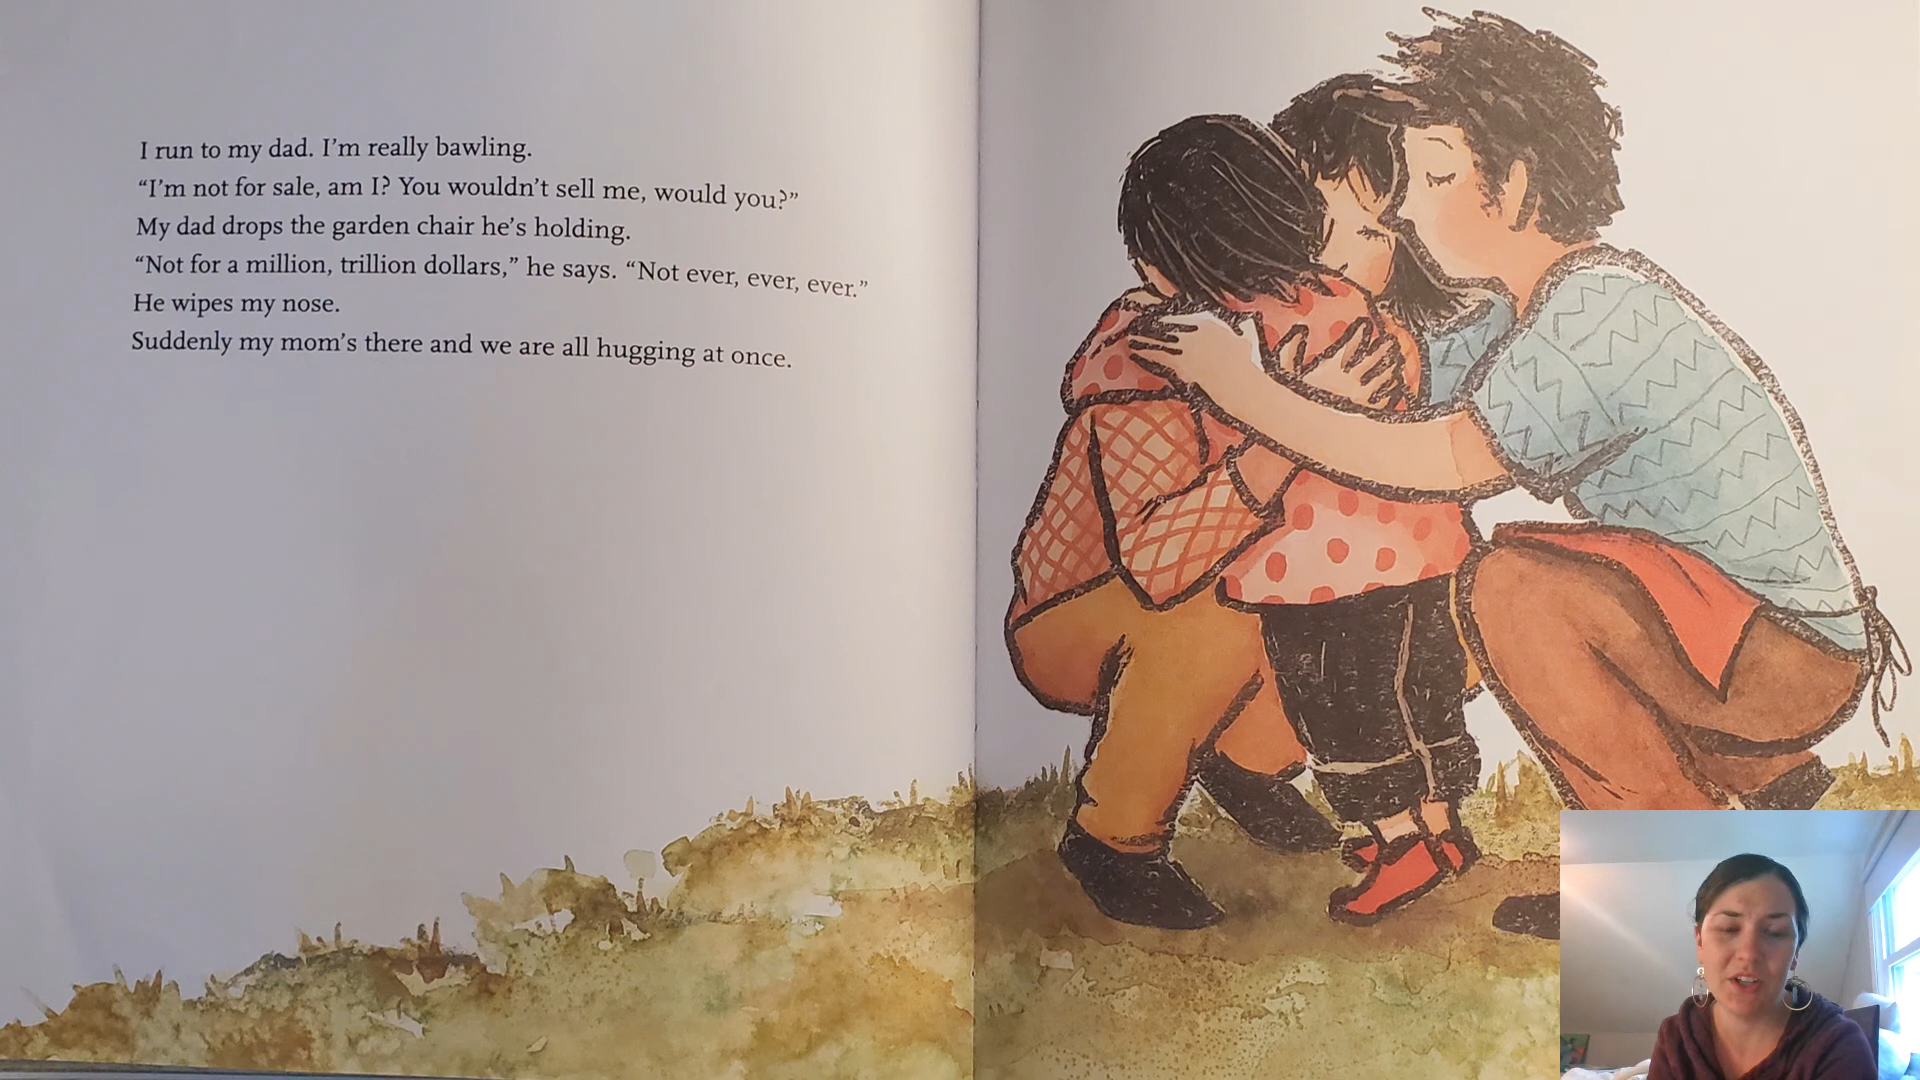 I run to my dad. I'm really bawling.
“I'm not for sale, am I? You wouldn't sell me, would you?”
My dad drops the garden chair he's holding.
“Not for a million, trillion dollars,” he says. “Not ever, ever, ever.”
He wipes my nose.
Suddenly my mom's there and we are all hugging at once.